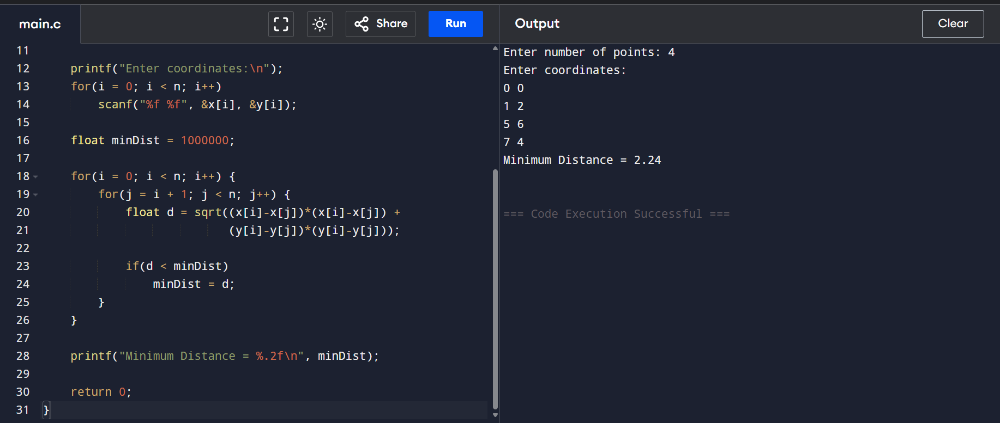 main.c
Share
Run
Output
Clear
11
12 printf("Enter coordinates:\n");
13 for(i = 0; i < n; i++)
14 scanf("%f %f", &x[i], &y[i]);
15
16 float minDist = 1000000;
17
18 for(i = 0; i < n; i++) {
19 for(j = i + 1; j < n; j++) {
20 float d = sqrt((x[i]-x[j])*(x[i]-x[j]) +
21 (y[i]-y[j])*(y[i]-y[j]));
22
23 if(d < minDist)
24 minDist = d;
25 }
26 }
27
28 printf("Minimum Distance = %.2f\n", minDist);
29
30 return 0;
31 }
Enter number of points: 4
Enter coordinates:
0 0
1 2
5 6
7 4
Minimum Distance = 2.24
=== Code Execution Successful ===